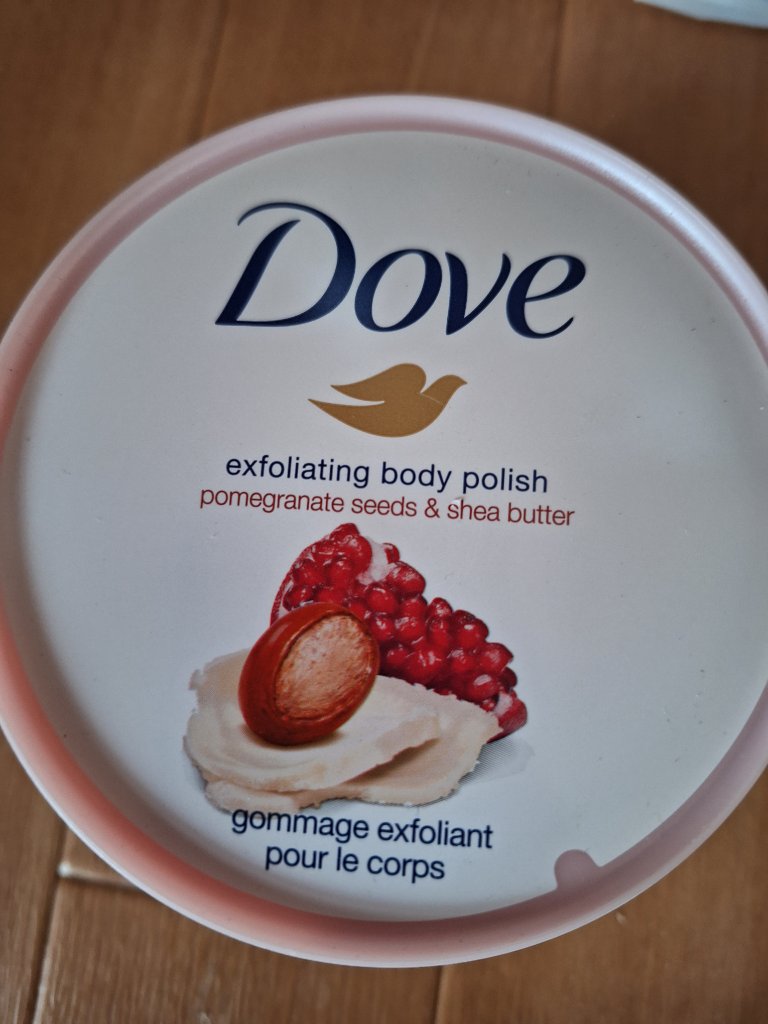 Dove
exfoliating body polish
pomegranate seeds & shea butter
gommage exfoliant
pour le corps